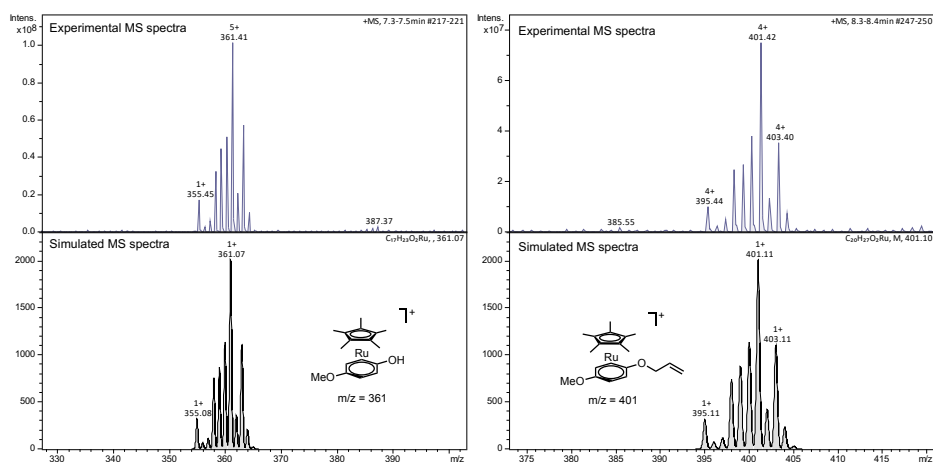 Intens.
x10⁸
+MS, 7.3-7.5min #217-221
Experimental MS spectra
5+
361.41
1.0
0.8
0.6
0.4
0.2
0.0
1+
355.45
387.37
Simulated MS spectra
C₁₇H₂₃O₂Ru, , 361.07
1+
361.07
2000
1500
1000
500
0
1+
355.08
+
Ru
OH
MeO
m/z = 361
330
340
350
360
370
380
390
m/z
Intens.
x10⁷
+MS, 8.3-8.4min #247-250
Experimental MS spectra
4+
401.42
6
4
2
0
4+
403.40
4+
395.44
385.55
Simulated MS spectra
C₂₀H₂₇O₂Ru, M, 401.10
1+
401.11
2000
1500
1000
500
0
1+
403.11
1+
395.11
+
Ru
O
MeO
m/z = 401
375
380
385
390
395
400
405
410
415
m/z